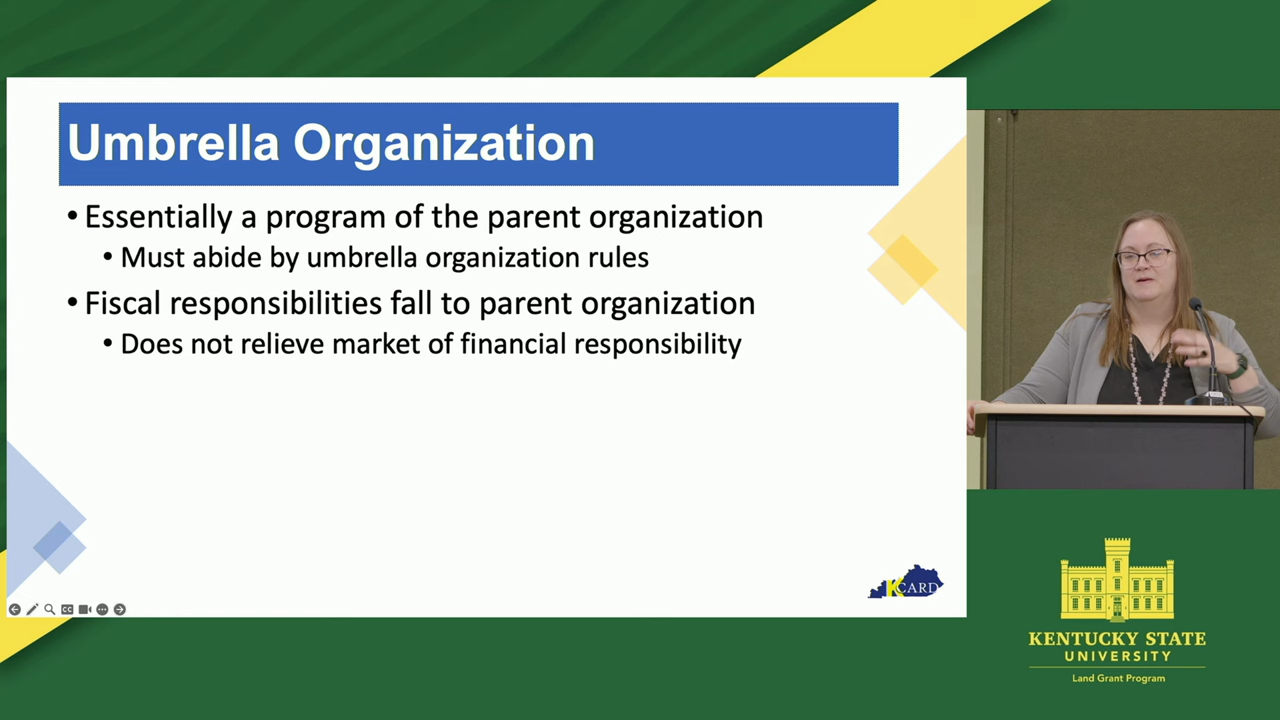 Umbrella Organization
• Essentially a program of the parent organization
• Must abide by umbrella organization rules
• Fiscal responsibilities fall to parent organization
• Does not relieve market of financial responsibility
KCARD
CC
KENTUCKY STATE
UNIVERSITY
Land Grant Program